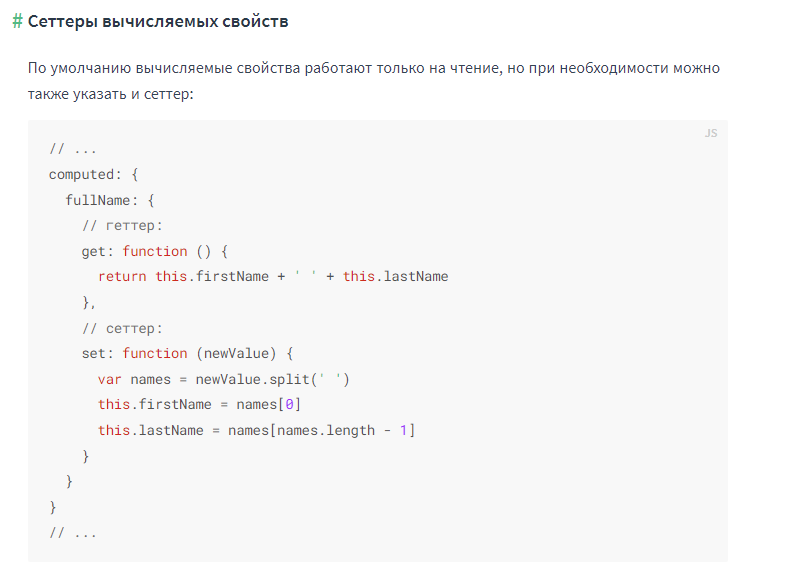 # Сеттеры вычисляемых свойств
По умолчанию вычисляемые свойства работают только на чтение, но при необходимости можно
также указать и сеттер:
JS
// ...
computed: {
  fullName: {
    // геттер:
    get: function () {
      return this.firstName + ' ' + this.lastName
    },
    // сеттер:
    set: function (newValue) {
      var names = newValue.split(' ')
      this.firstName = names[0]
      this.lastName = names[names.length - 1]
    }
  }
}
// ...